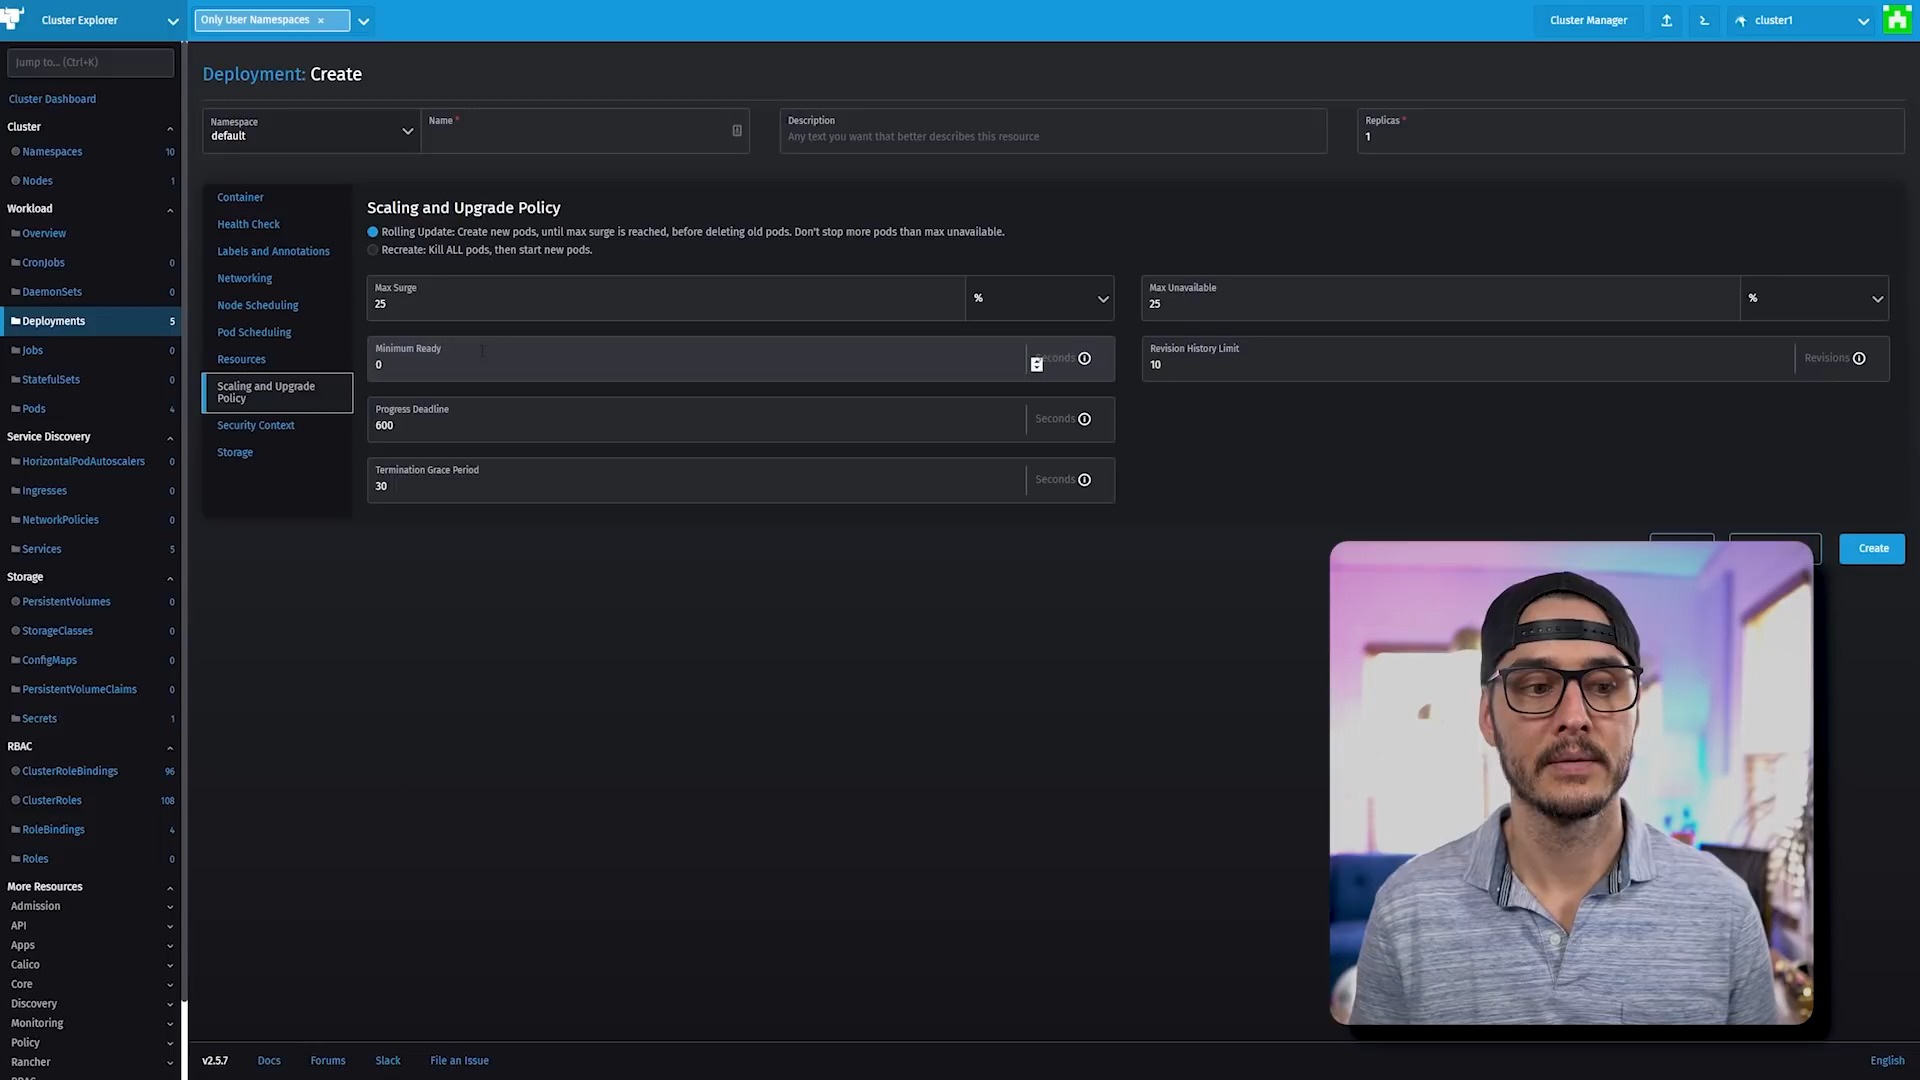 Cluster Explorer
Only User Namespaces ×
Cluster Manager
cluster1
Jump to... (Ctrl+K)
Cluster Dashboard
Cluster
Namespaces 10
Nodes 1
Workload
Overview
CronJobs 0
DaemonSets 0
Deployments 5
Jobs 0
StatefulSets 0
Pods 4
Service Discovery
HorizontalPodAutoscalers 0
Ingresses 0
NetworkPolicies 0
Services 5
Storage
PersistentVolumes 0
StorageClasses 0
ConfigMaps 0
PersistentVolumeClaims 0
Secrets 1
RBAC
ClusterRoleBindings 96
ClusterRoles 108
RoleBindings 4
Roles 0
More Resources
Admission
API
Apps
Calico
Core
Discovery
Monitoring
Policy
Rancher
Deployment: Create
Namespace
default
Name *
Description
Any text you want that better describes this resource
Replicas *
1
Container
Health Check
Labels and Annotations
Networking
Node Scheduling
Pod Scheduling
Resources
Scaling and Upgrade
Policy
Security Context
Storage
Scaling and Upgrade Policy
Rolling Update: Create new pods, until max surge is reached, before deleting old pods. Don't stop more pods than max unavailable.
Recreate: Kill ALL pods, then start new pods.
Max Surge
25 %
Max Unavailable
25 %
Minimum Ready
0 Seconds
Revision History Limit
10 Revisions
Progress Deadline
600 Seconds
Termination Grace Period
30 Seconds
Create
v2.5.7 Docs Forums Slack File an Issue English